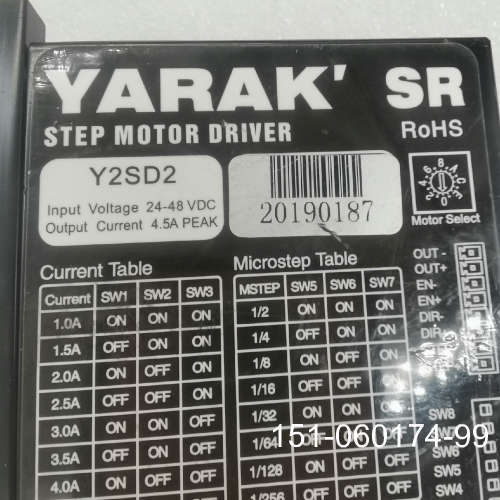 YARAK' SR
STEP MOTOR DRIVER
RoHS
Y2SD2
Input Voltage 24-48 VDC
Output Current 4.5A PEAK
20190187
Motor Select
Current Table
Current SW1 SW2 SW3
1.0A ON ON ON
1.5A OFF ON ON
2.0A ON OFF ON
2.5A OFF OFF ON
3.0A ON ON OFF
3.5A OFF ON OFF
4.0A ON OFF OFF
Microstep Table
MSTEP SW5 SW6 SW7
1/2 ON ON ON
1/4 OFF ON ON
1/8 ON OFF ON
1/16 OFF OFF ON
1/32 ON ON OFF
1/64
1/128 ON OFF OFF
1/256 OFF OFF OFF
OUT-
OUT+
EN-
EN+
DIR-
SW8
SW6
SW5
SW4
151-060174-99